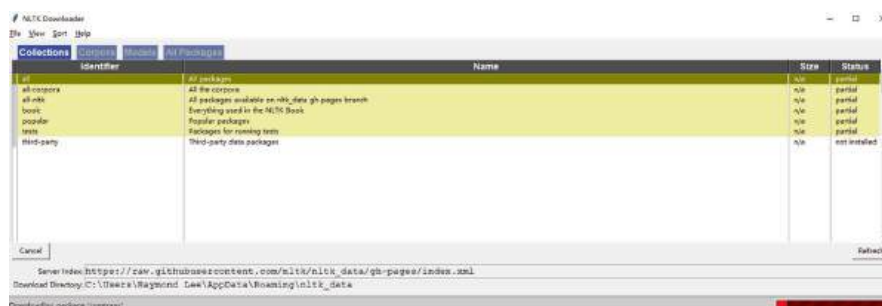 NLTK Downloader
File View Sort Help
Collections Corpora Models All Packages
Identifier Name Size Status
all All packages n/a partial
all-corpora All the corpora n/a partial
all-nltk All packages available on nltk_data gh-pages branch n/a partial
book Everything used in the NLTK Book n/a partial
popular Popular packages n/a partial
tests Packages for running tests n/a partial
third-party Third-party data packages n/a not installed
Cancel Refresh
Server Index: https://raw.githubusercontent.com/nltk/nltk_data/gh-pages/index.xml
Download Directory: C:\Users\Raymond Lee\AppData\Roaming\nltk_data
Downloading package